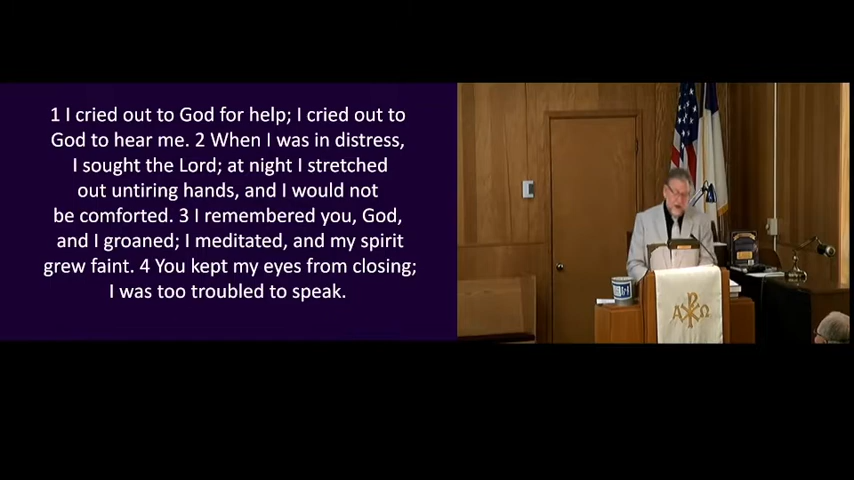 1 I cried out to God for help; I cried out to
God to hear me. 2 When I was in distress,
I sought the Lord; at night I stretched
out untiring hands, and I would not
be comforted. 3 I remembered you, God,
and I groaned; I meditated, and my spirit
grew faint. 4 You kept my eyes from closing;
I was too troubled to speak.
Α Ω